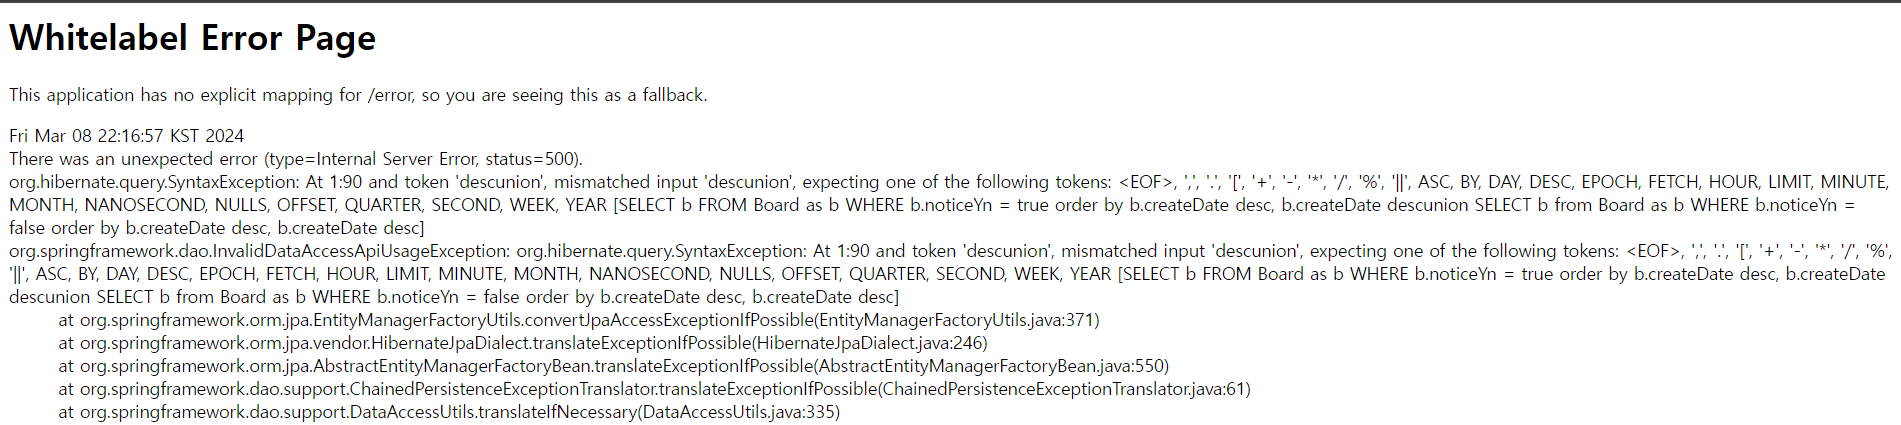 Whitelabel Error Page
This application has no explicit mapping for /error, so you are seeing this as a fallback.
Fri Mar 08 22:16:57 KST 2024
There was an unexpected error (type=Internal Server Error, status=500).
org.hibernate.query.SyntaxException: At 1:90 and token 'descunion', mismatched input 'descunion', expecting one of the following tokens: <EOF>, ',', '.', '[', '+', '-', '*', '/', '%', '||', ASC, BY, DAY, DESC, EPOCH, FETCH, HOUR, LIMIT, MINUTE,
MONTH, NANOSECOND, NULLS, OFFSET, QUARTER, SECOND, WEEK, YEAR [SELECT b FROM Board as b WHERE b.noticeYn = true order by b.createDate desc, b.createDate descunion SELECT b from Board as b WHERE b.noticeYn =
false order by b.createDate desc, b.createDate desc]
org.springframework.dao.InvalidDataAccessApiUsageException: org.hibernate.query.SyntaxException: At 1:90 and token 'descunion', mismatched input 'descunion', expecting one of the following tokens: <EOF>, ',', '.', '[', '+', '-', '*', '/', '%',
'||', ASC, BY, DAY, DESC, EPOCH, FETCH, HOUR, LIMIT, MINUTE, MONTH, NANOSECOND, NULLS, OFFSET, QUARTER, SECOND, WEEK, YEAR [SELECT b FROM Board as b WHERE b.noticeYn = true order by b.createDate desc, b.createDate
descunion SELECT b from Board as b WHERE b.noticeYn = false order by b.createDate desc, b.createDate desc]
at org.springframework.orm.jpa.EntityManagerFactoryUtils.convertJpaAccessExceptionIfPossible(EntityManagerFactoryUtils.java:371)
at org.springframework.orm.jpa.vendor.HibernateJpaDialect.translateExceptionIfPossible(HibernateJpaDialect.java:246)
at org.springframework.orm.jpa.AbstractEntityManagerFactoryBean.translateExceptionIfPossible(AbstractEntityManagerFactoryBean.java:550)
at org.springframework.dao.support.ChainedPersistenceExceptionTranslator.translateExceptionIfPossible(ChainedPersistenceExceptionTranslator.java:61)
at org.springframework.dao.support.DataAccessUtils.translateIfNecessary(DataAccessUtils.java:335)